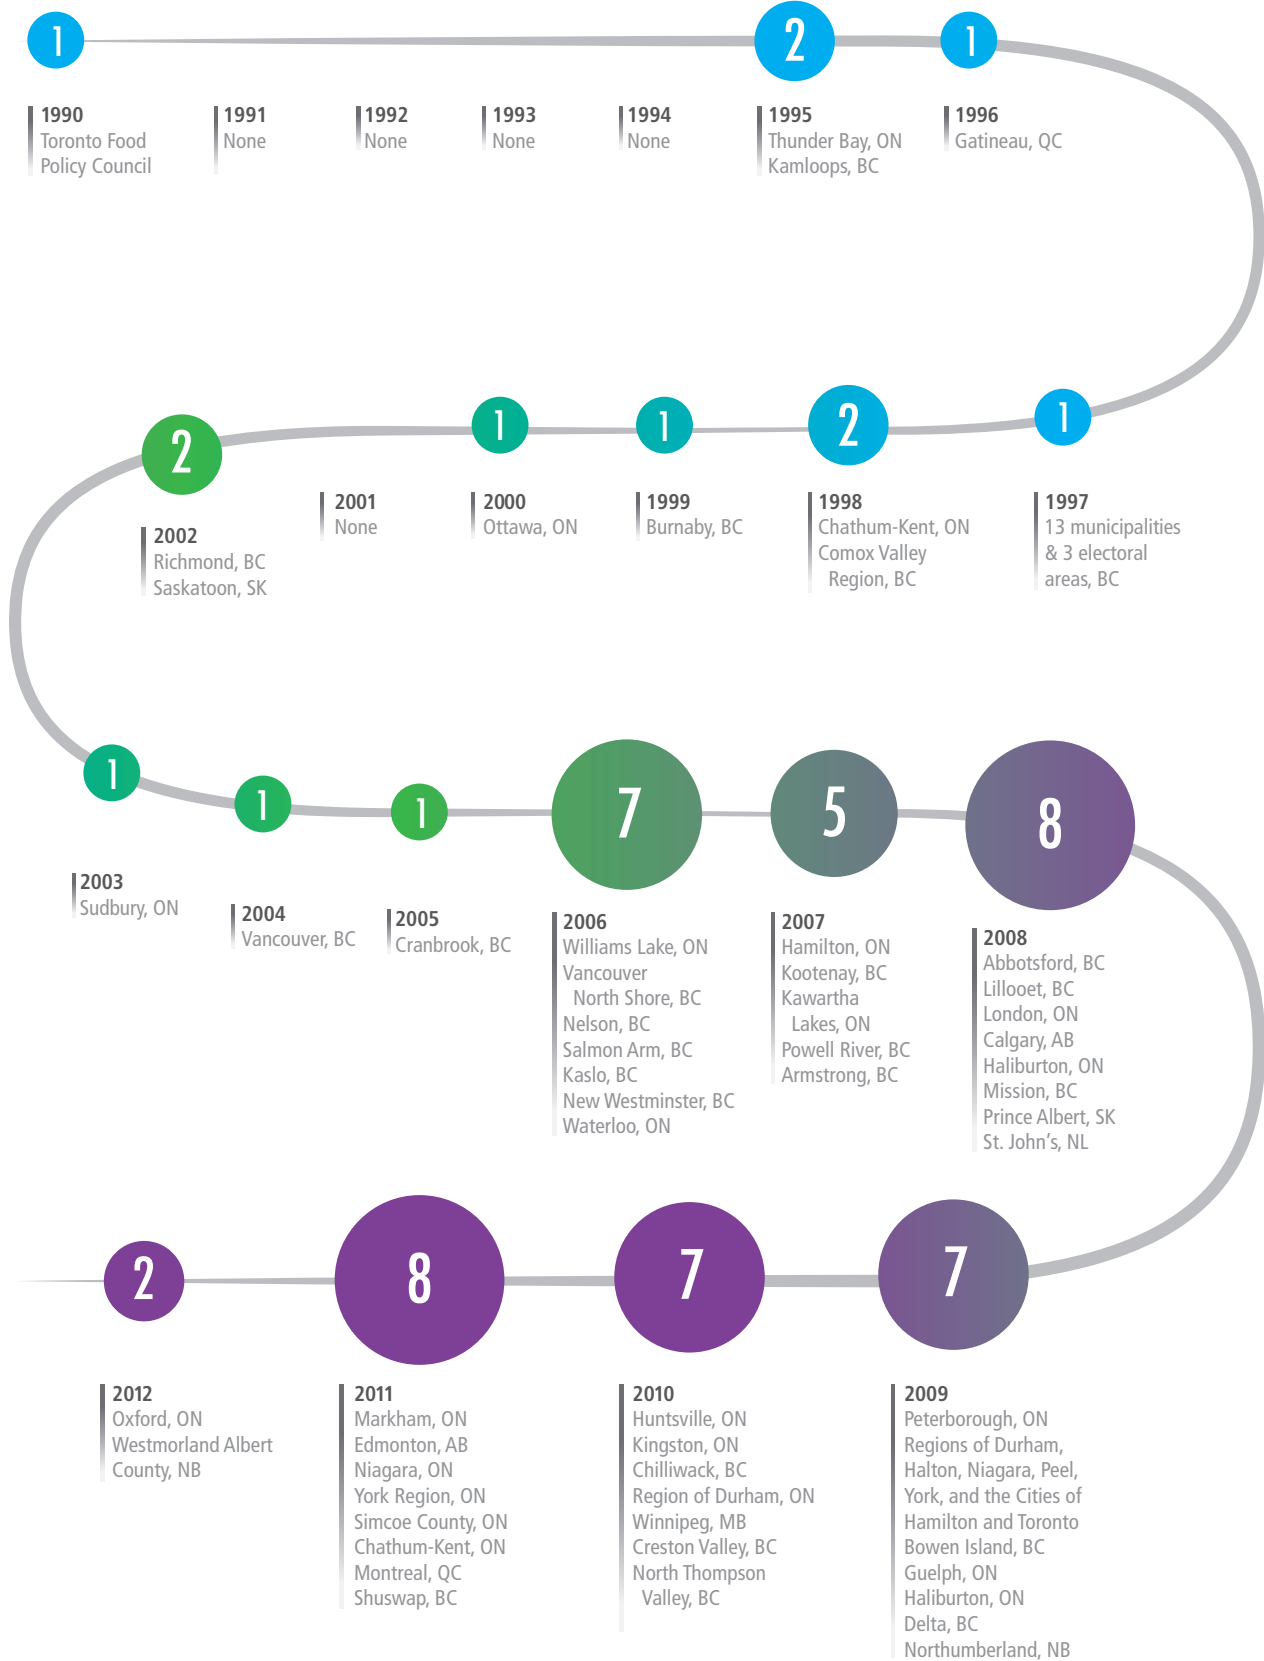 1
2
1
1990
Toronto Food
Policy Council
1991
None
1992
None
1993
None
1994
None
1995
Thunder Bay, ON
Kamloops, BC
1996
Gatineau, QC
2
1
1
2
1
2002
Richmond, BC
Saskatoon, SK
2001
None
2000
Ottawa, ON
1999
Burnaby, BC
1998
Chathum-Kent, ON
Comox Valley
Region, BC
1997
13 municipalities
& 3 electoral
areas, BC
1
1
1
7
5
8
2003
Sudbury, ON
2004
Vancouver, BC
2005
Cranbrook, BC
2006
Williams Lake, ON
Vancouver
North Shore, BC
Nelson, BC
Salmon Arm, BC
Kaslo, BC
New Westminster, BC
Waterloo, ON
2007
Hamilton, ON
Kootenay, BC
Kawartha
Lakes, ON
Powell River, BC
Armstrong, BC
2008
Abbotsford, BC
Lillooet, BC
London, ON
Calgary, AB
Haliburton, ON
Mission, BC
Prince Albert, SK
St. John's, NL
2
8
7
7
2012
Oxford, ON
Westmorland Albert
County, NB
2011
Markham, ON
Edmonton, AB
Niagara, ON
York Region, ON
Simcoe County, ON
Chathum-Kent, ON
Montreal, QC
Shuswap, BC
2010
Huntsville, ON
Kingston, ON
Chilliwack, BC
Region of Durham, ON
Winnipeg, MB
Creston Valley, BC
North Thompson
Valley, BC
2009
Peterborough, ON
Regions of Durham,
Halton, Niagara, Peel,
York, and the Cities of
Hamilton and Toronto
Bowen Island, BC
Guelph, ON
Haliburton, ON
Delta, BC
Northumberland, NB